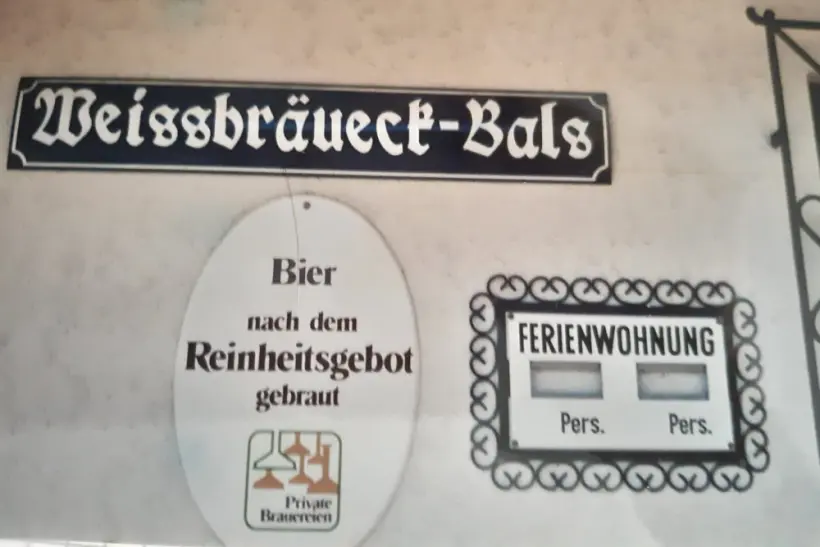 Weissbräueck-Bals
Bier
nach dem
Reinheitsgebot
gebraut
Private
Brauereien
FERIENWOHNUNG
Pers. Pers.